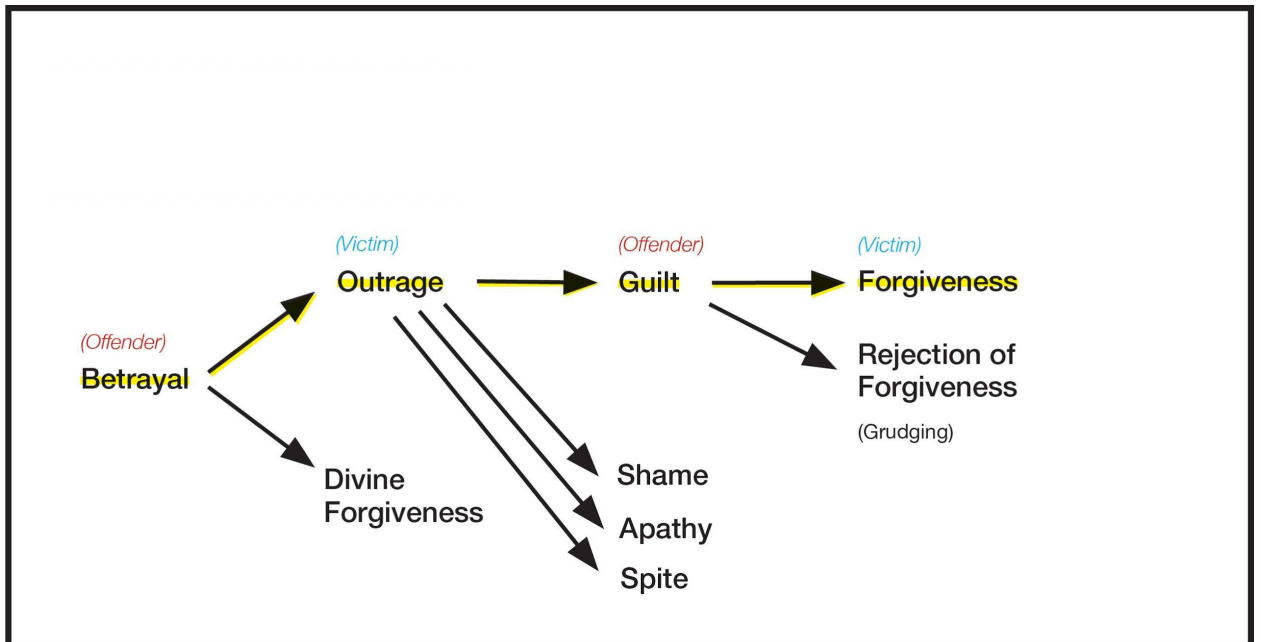 (Victim)
(Offender)
(Victim)
Outrage
Guilt
Forgiveness
(Offender)
Betrayal
Rejection of
Forgiveness
(Grudging)
Divine
Forgiveness
Shame
Apathy
Spite